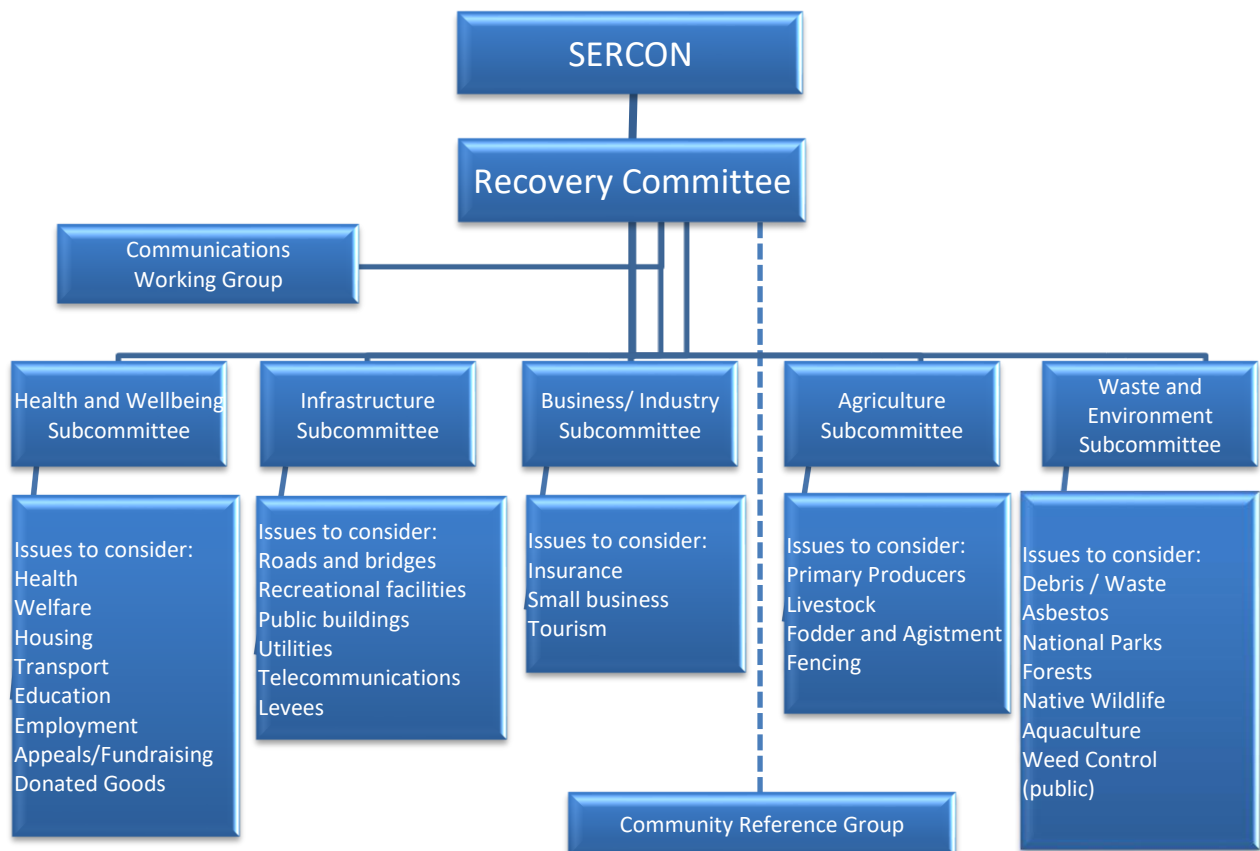 SERCON
Recovery Committee
Communications
Working Group
Health and Wellbeing
Subcommittee
Infrastructure
Subcommittee
Business/ Industry
Subcommittee
Agriculture
Subcommittee
Waste and
Environment
Subcommittee
Issues to consider:
Health
Welfare
Housing
Transport
Education
Employment
Appeals/Fundraising
Donated Goods
Issues to consider:
Roads and bridges
Recreational facilities
Public buildings
Utilities
Telecommunications
Levees
Issues to consider:
Insurance
Small business
Tourism
Issues to consider:
Primary Producers
Livestock
Fodder and Agistment
Fencing
Issues to consider:
Debris / Waste
Asbestos
National Parks
Forests
Native Wildlife
Aquaculture
Weed Control
(public)
Community Reference Group